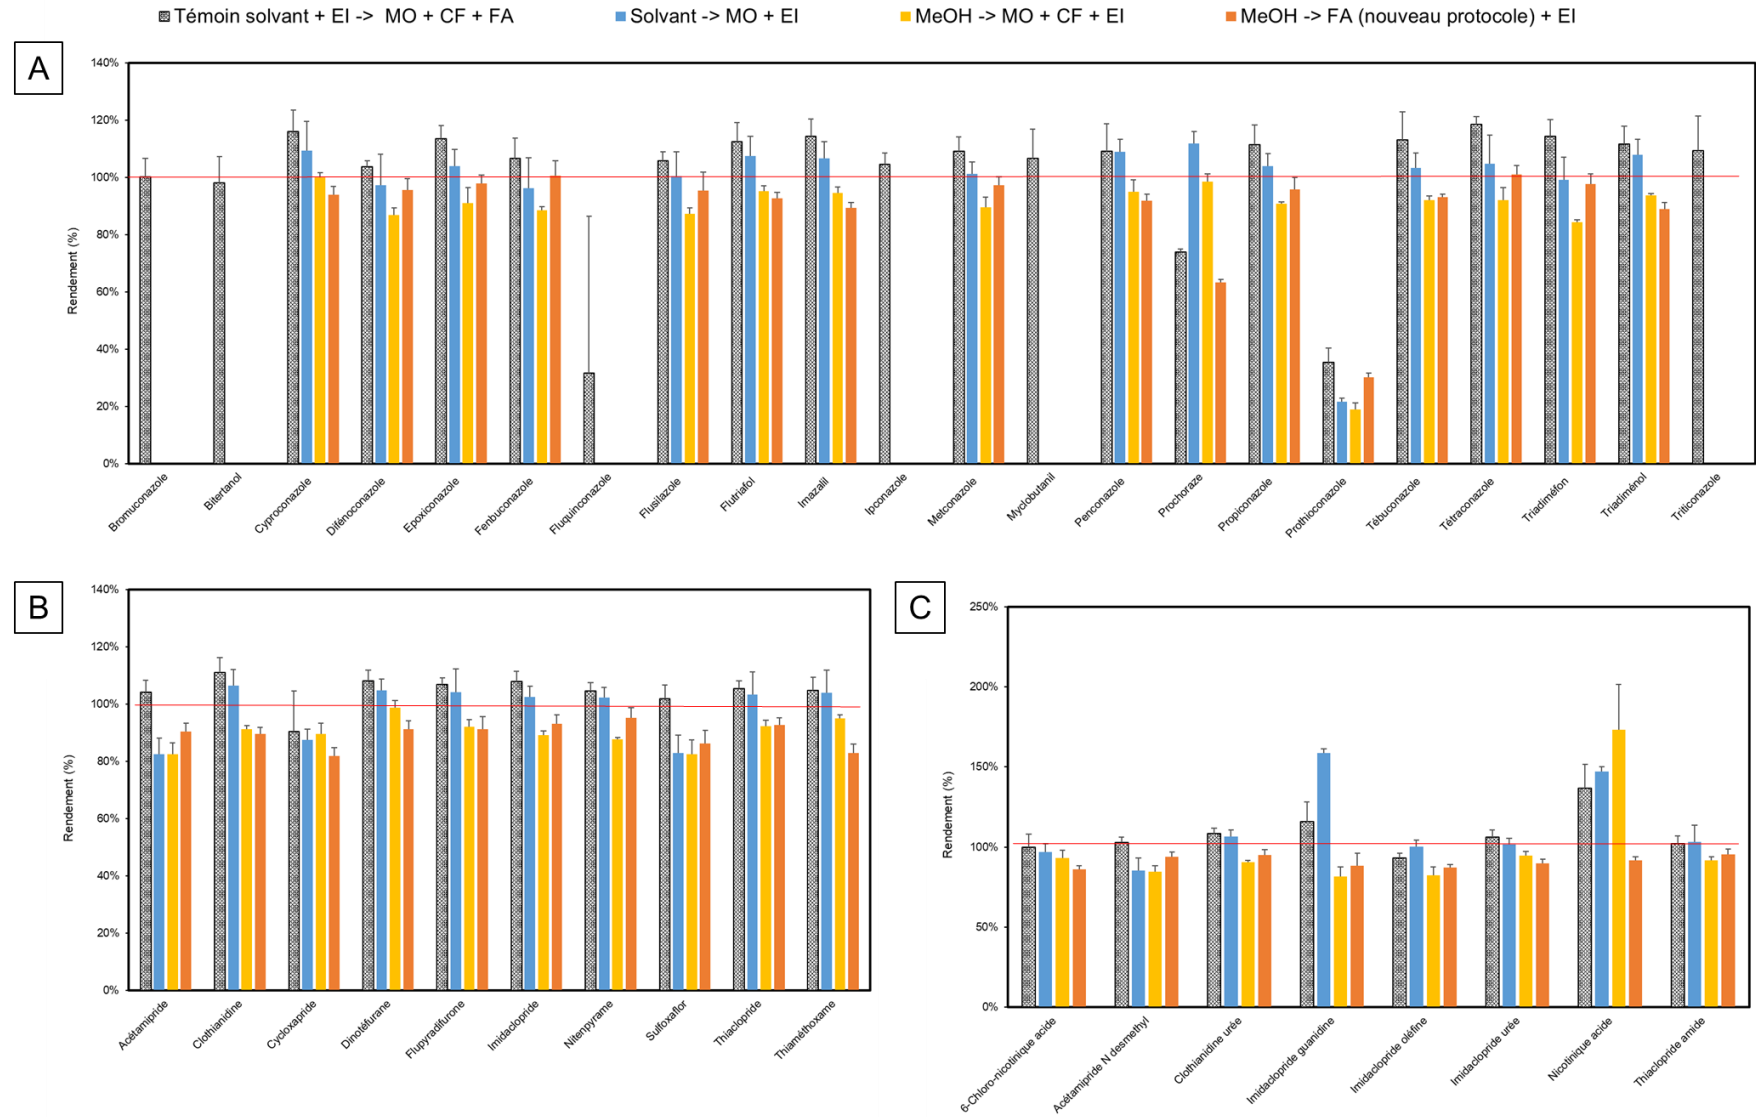 Témoin solvant + EI -> MO + CF + FA
Solvant -> MO + EI
MeOH -> MO + CF + EI
MeOH -> FA (nouveau protocole) + EI
A
140%
120%
100%
80%
60%
40%
20%
0%
Rendement (%)
Bromuconazole
Bitertanol
Cyproconazole
Difénoconazole
Epoxiconazole
Fenbuconazole
Fluquinconazole
Flusilazole
Flutriafol
Imazalil
Ipconazole
Metconazole
Myclobutanil
Penconazole
Prochoraze
Propiconazole
Prothioconazole
Tébuconazole
Tétraconazole
Triadiméfon
Triadiménol
Triticonazole
B
140%
120%
100%
80%
60%
40%
20%
0%
Rendement (%)
Acétamipride
Clothianidine
Cycloxapride
Dinotéfurane
Flupyradifurone
Imidaclopride
Nitenpyrame
Sulfoxaflor
Thiaclopride
Thiaméthoxame
C
250%
200%
150%
100%
50%
0%
Rendement (%)
6-Chloro-nicotinique acide
Acétamipride N desmethyl
Clothianidine urée
Imidaclopride guanidine
Imidaclopride oléfine
Imidaclopride urée
Nicotinique acide
Thiaclopride amide